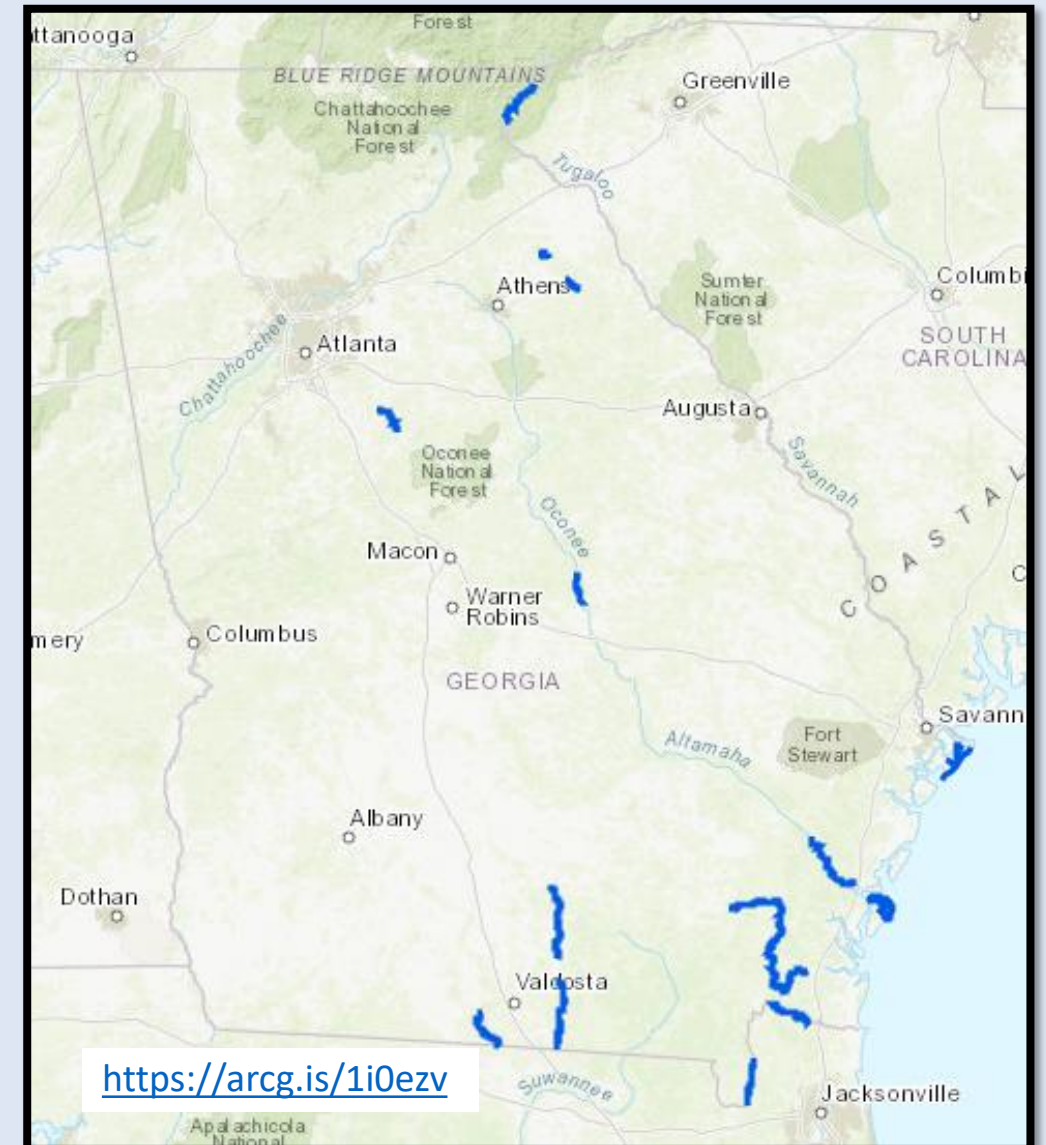 Forest
ttanooga
BLUE RIDGE MOUNTAINS
Greenville
Chattahoochee
National
Forest
Tugaloo
Athens
Sumter
National
Forest
Columbi
SOUTH
CAROLINA
Chattahoochee
Atlanta
Augusta
Oconee
National
Forest
Savannah
COASTAL
Oconee
Macon
Warner
Robins
C
mery
Columbus
GEORGIA
Savann
Fort
Stewart
Altamaha
Albany
Dothan
Valdosta
https://arcg.is/1i0ezv
Suwannee
Jacksonville
Apalachicola
National